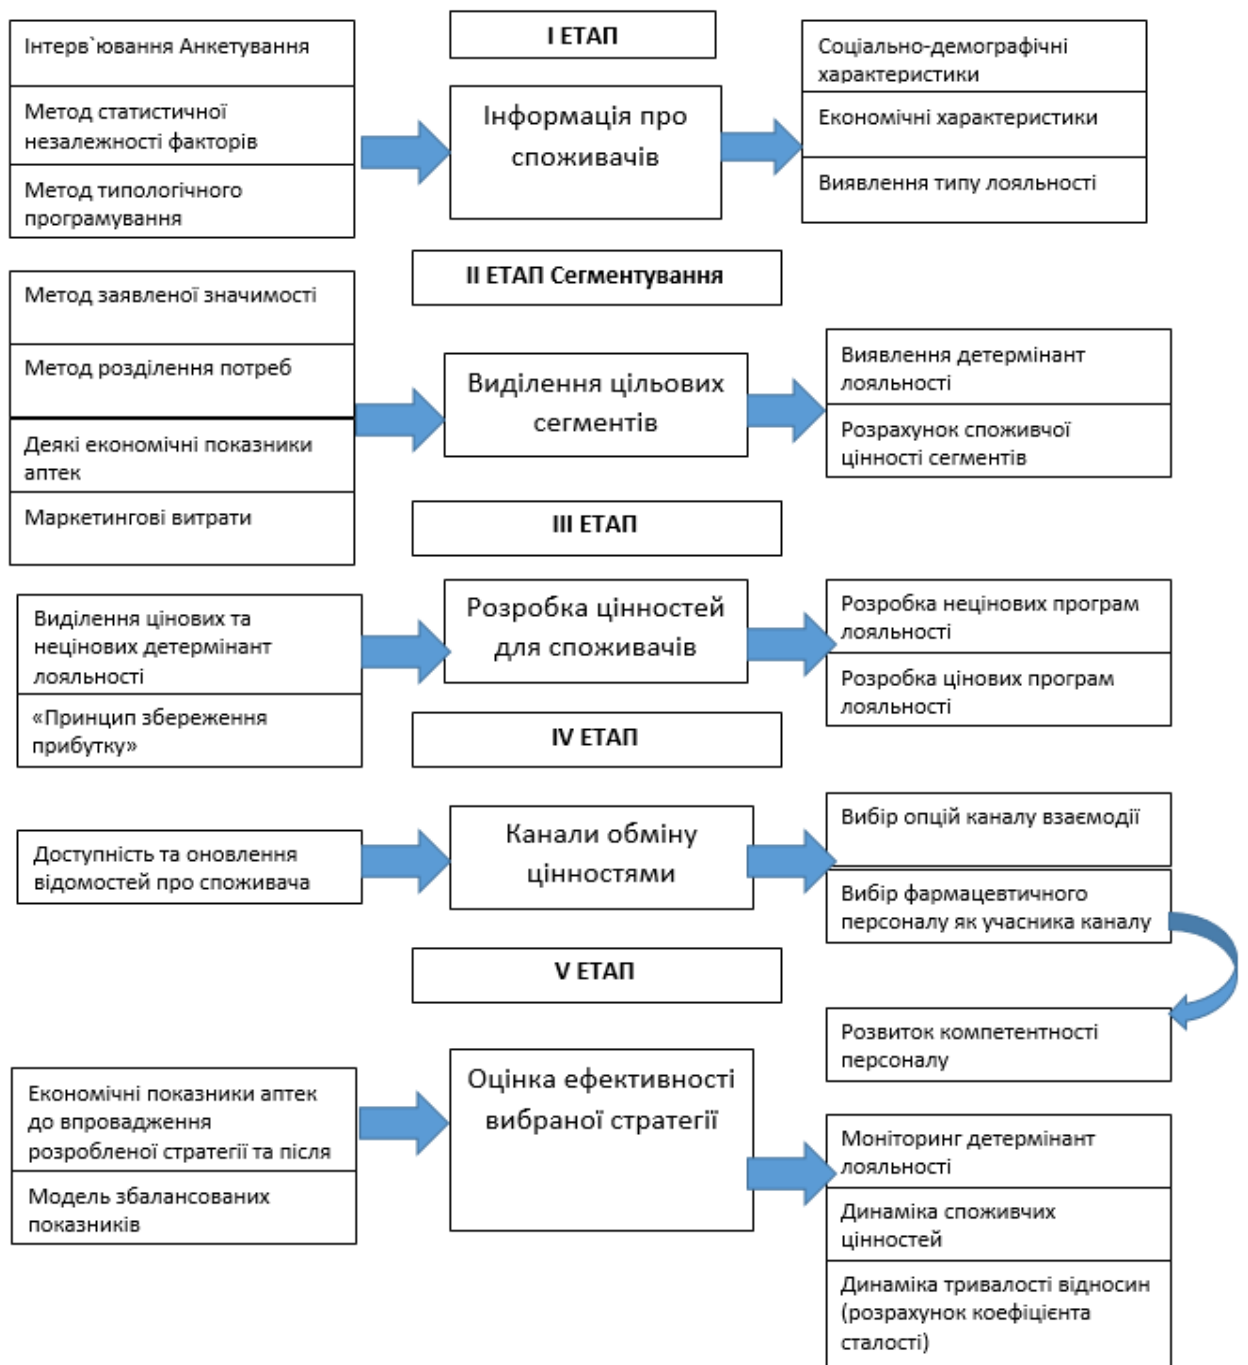 І ЕТАП
Інтерв`ювання Анкетування
Метод статистичної
незалежності факторів
Метод типологічного
програмування
Інформація про
споживачів
Соціально-демографічні
характеристики
Економічні характеристики
Виявлення типу лояльності
ІІ ЕТАП Сегментування
Метод заявленої значимості
Метод розділення потреб
Деякі економічні показники
аптек
Маркетингові витрати
Виділення цільових
сегментів
Виявлення детермінант
лояльності
Розрахунок споживчої
цінності сегментів
ІІІ ЕТАП
Виділення цінових та
нецінових детермінант
лояльності
«Принцип збереження
прибутку»
Розробка цінностей
для споживачів
Розробка нецінових програм
лояльності
Розробка цінових програм
лояльності
IV ЕТАП
Доступність та оновлення
відомостей про споживача
Канали обміну
цінностями
Вибір опцій каналу взаємодії
Вибір фармацевтичного
персоналу як учасника каналу
Розвиток компетентності
персоналу
V ЕТАП
Економічні показники аптек
до впровадження
розробленої стратегії та після
Модель збалансованих
показників
Оцінка ефективності
вибраної стратегії
Моніторинг детермінант
лояльності
Динаміка споживчих
цінностей
Динаміка тривалості відносин
(розрахунок коефіцієнта
сталості)